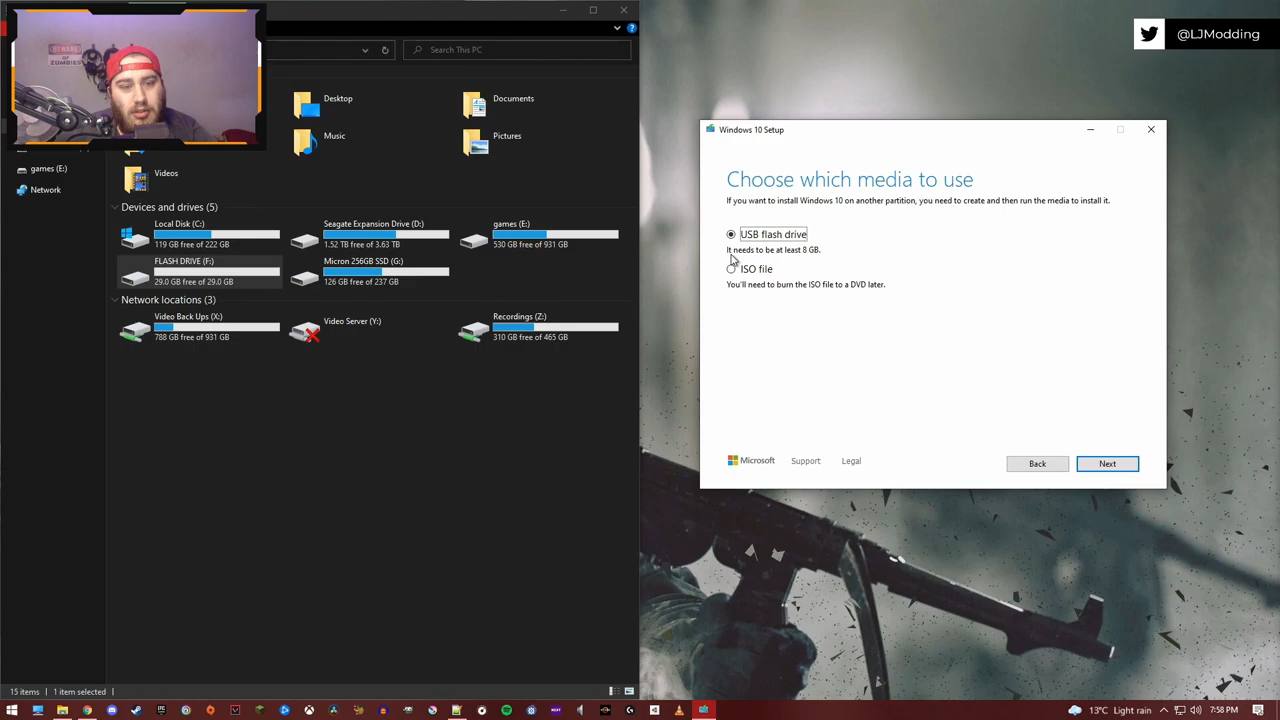 @LJModding
BEWARE
OF
ZOMBIES
Search This PC
Desktop
Documents
Music
Pictures
Videos
games (E:)
Network
Devices and drives (5)
Local Disk (C:)
119 GB free of 222 GB
Seagate Expansion Drive (D:)
1.52 TB free of 3.63 TB
games (E:)
530 GB free of 931 GB
FLASH DRIVE (F:)
29.0 GB free of 29.0 GB
Micron 256GB SSD (G:)
126 GB free of 237 GB
Network locations (3)
Video Back Ups (X:)
788 GB free of 931 GB
Video Server (Y:)
Recordings (Z:)
310 GB free of 465 GB
15 items
1 item selected
Windows 10 Setup
Choose which media to use
If you want to install Windows 10 on another partition, you need to create and then run the media to install it.
USB flash drive
It needs to be at least 8 GB.
ISO file
You'll need to burn the ISO file to a DVD later.
Microsoft
Support
Legal
Back
Next
13°C Light rain
7:58 PM